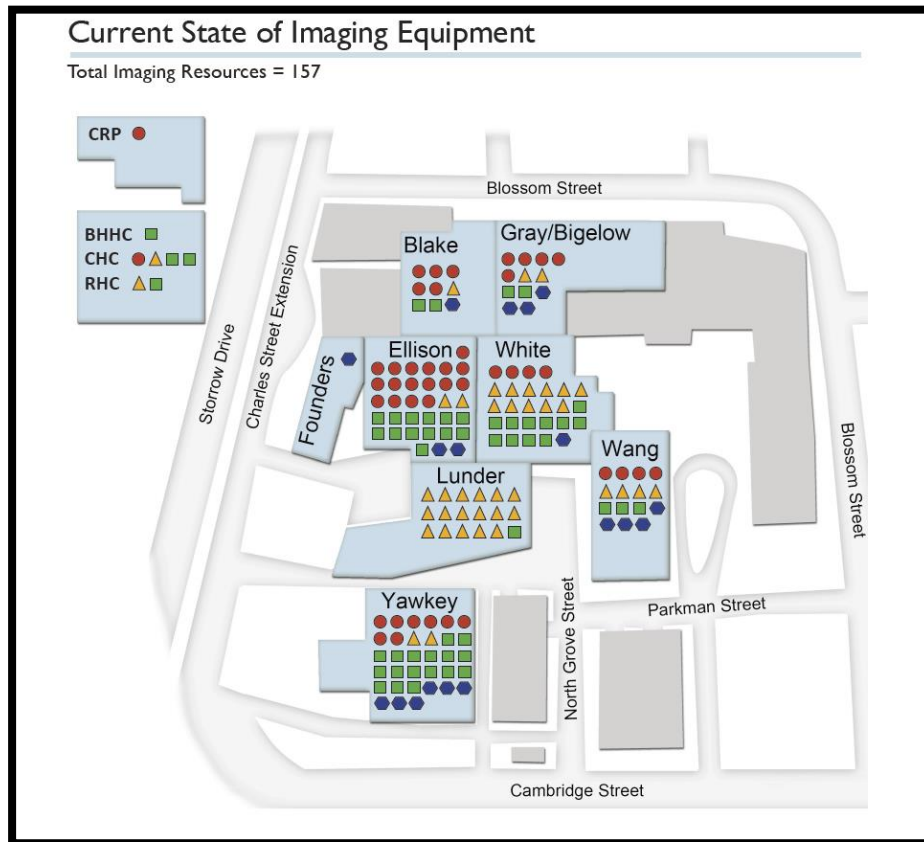 Current State of Imaging Equipment
Total Imaging Resources = 157
CRP
BHHC
CHC
RHC
Blossom Street
Blake
Gray/Bigelow
Storrow Drive
Charles Street Extension
Founders
Ellison
White
Wang
Blossom Street
Lunder
Yawkey
North Grove Street
Parkman Street
Cambridge Street